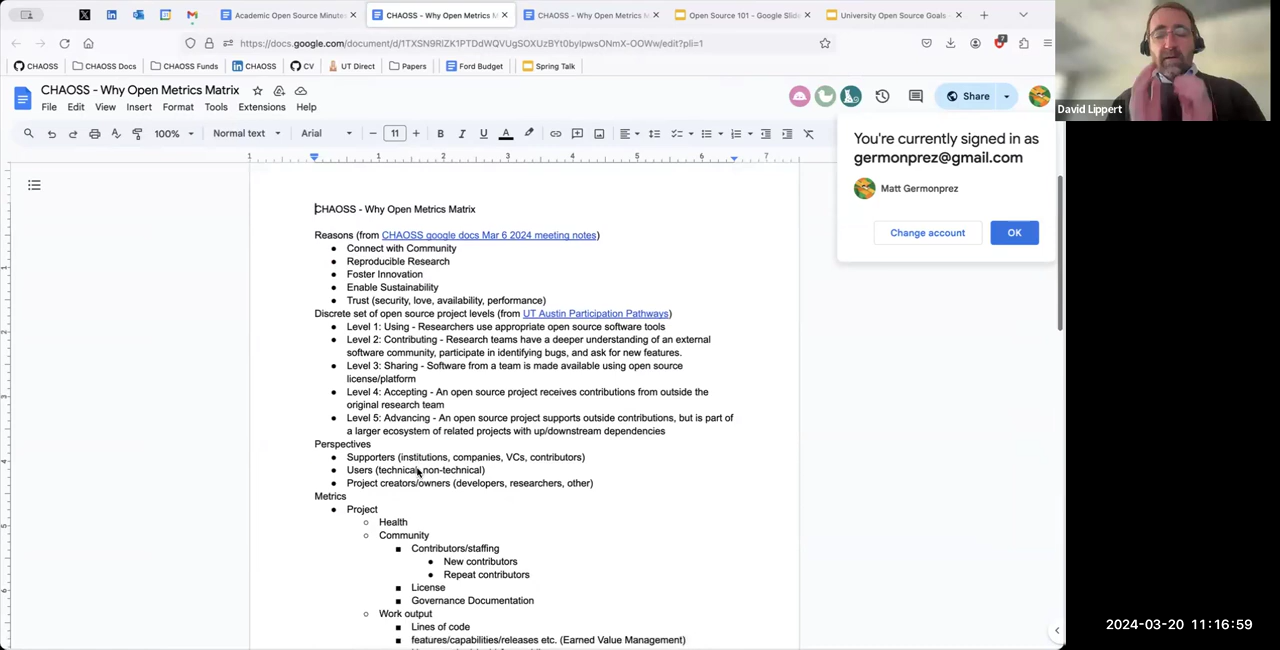 Academic Open Source Minutes
CHAOSS - Why Open Metrics M
CHAOSS - Why Open Metrics M
Open Source 101 - Google Slid
University Open Source Goals -
https://docs.google.com/document/d/1TXSN9RIZK1PTDdWQVUgSOXUzBYt0byIpwsONmX-OOWw/edit?pli=1
CHAOSS
CHAOSS Docs
CHAOSS Funds
CHAOSS
CV
UT Direct
Papers
Ford Budget
Spring Talk
David Lippert
CHAOSS - Why Open Metrics Matrix
File Edit View Insert Format Tools Extensions Help
Share
100% Normal text Arial 11 B I U A
You're currently signed in as
germonprez@gmail.com
Matt Germonprez
Change account OK
1 1 2 3 4 5 6 7
CHAOSS - Why Open Metrics Matrix
Reasons (from CHAOSS google docs Mar 6 2024 meeting notes)
● Connect with Community
● Reproducible Research
● Foster Innovation
● Enable Sustainability
● Trust (security, love, availability, performance)
Discrete set of open source project levels (from UT Austin Participation Pathways)
● Level 1: Using - Researchers use appropriate open source software tools
● Level 2: Contributing - Research teams have a deeper understanding of an external
software community, participate in identifying bugs, and ask for new features.
● Level 3: Sharing - Software from a team is made available using open source
license/platform
● Level 4: Accepting - An open source project receives contributions from outside the
original research team
● Level 5: Advancing - An open source project supports outside contributions, but is part of
a larger ecosystem of related projects with up/downstream dependencies
Perspectives
● Supporters (institutions, companies, VCs, contributors)
● Users (technical, non-technical)
● Project creators/owners (developers, researchers, other)
Metrics
● Project
○ Health
○ Community
■ Contributors/staffing
● New contributors
● Repeat contributors
■ License
■ Governance Documentation
○ Work output
■ Lines of code
■ features/capabilities/releases etc. (Earned Value Management)
2024-03-20 11:16:59